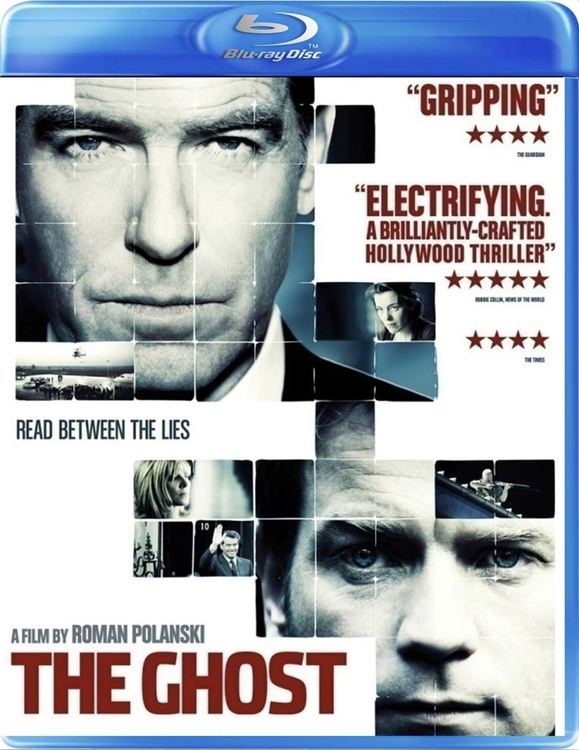 Blu-ray Disc™
“GRIPPING”
★★★★
THE GUARDIAN
“ELECTRIFYING.
A BRILLIANTLY-CRAFTED
HOLLYWOOD THRILLER”
★★★★★
ROBBIE COLLIN, NEWS OF THE WORLD
★★★★
THE TIMES
READ BETWEEN THE LIES
10
A FILM BY ROMAN POLANSKI
THE GHOST